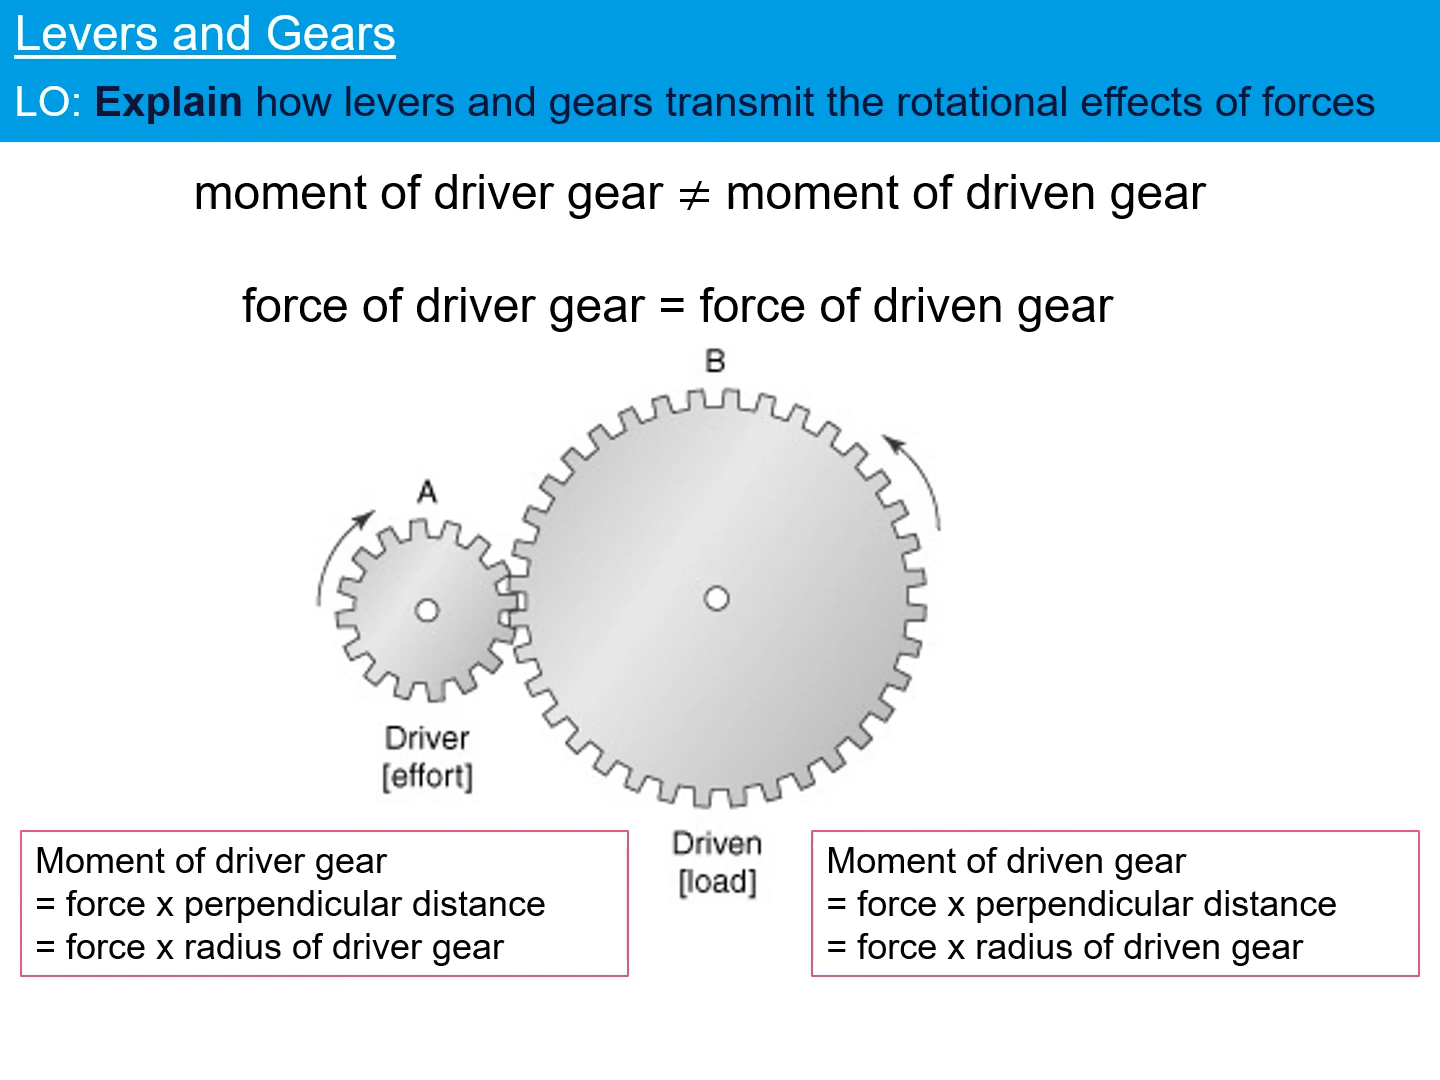 Levers and Gears
LO: Explain how levers and gears transmit the rotational effects of forces
moment of driver gear ≠ moment of driven gear
force of driver gear = force of driven gear
B
A
Driver
[effort]
Driven
[load]
Moment of driver gear
= force x perpendicular distance
= force x radius of driver gear
Moment of driven gear
= force x perpendicular distance
= force x radius of driven gear